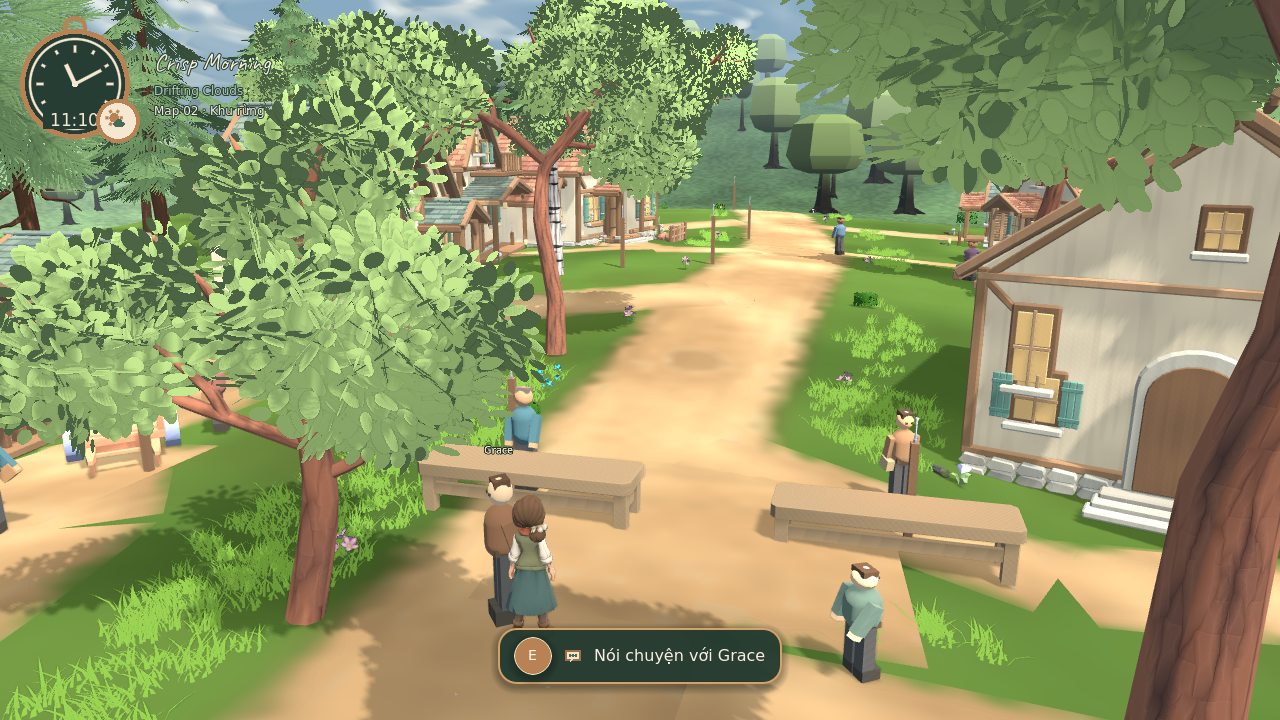 Crisp Morning
Drifting Clouds
Map 02 · Khu rừng
11:10
Grace
E
Nói chuyện với Grace